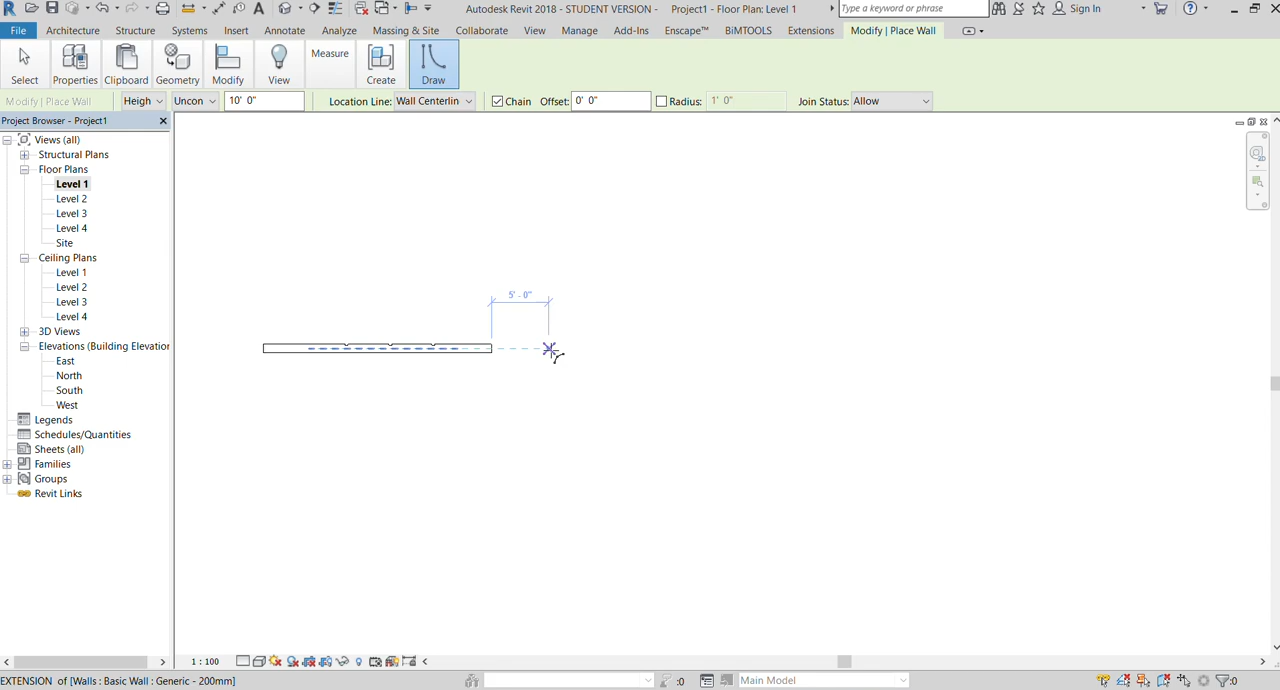 Autodesk Revit 2018 - STUDENT VERSION - Project1 - Floor Plan: Level 1
Type a keyword or phrase
Sign In
File Architecture Structure Systems Insert Annotate Analyze Massing & Site Collaborate View Manage Add-Ins Enscape™ BiMTOOLS Extensions Modify | Place Wall
Select Properties Clipboard Geometry Modify View Measure Create Draw
Modify | Place Wall Heigh Uncon 10' 0" Location Line: Wall Centerlin Chain Offset: 0' 0" Radius: 1' 0" Join Status: Allow
Project Browser - Project1
Views (all)
Structural Plans
Floor Plans
Level 1
Level 2
Level 3
Level 4
Site
Ceiling Plans
Level 1
Level 2
Level 3
Level 4
3D Views
Elevations (Building Elevation
East
North
South
West
Legends
Schedules/Quantities
Sheets (all)
Families
Groups
Revit Links
5' - 0"
1 : 100
EXTENSION of [Walls : Basic Wall : Generic - 200mm]
:0
Main Model
:0